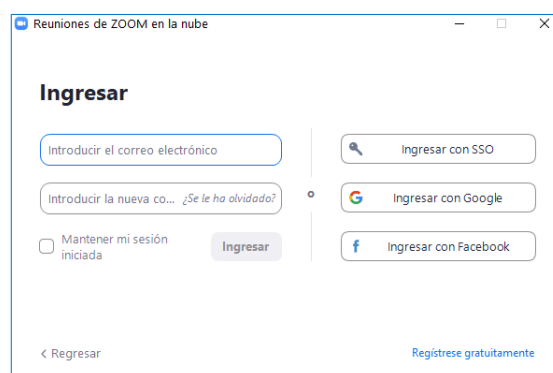 Reuniones de ZOOM en la nube
Ingresar
Introducir el correo electrónico
Introducir la nueva co... ¿Se le ha olvidado?
Mantener mi sesión
iniciada
Ingresar
o
Ingresar con SSO
Ingresar con Google
Ingresar con Facebook
< Regresar
Regístrese gratuitamente